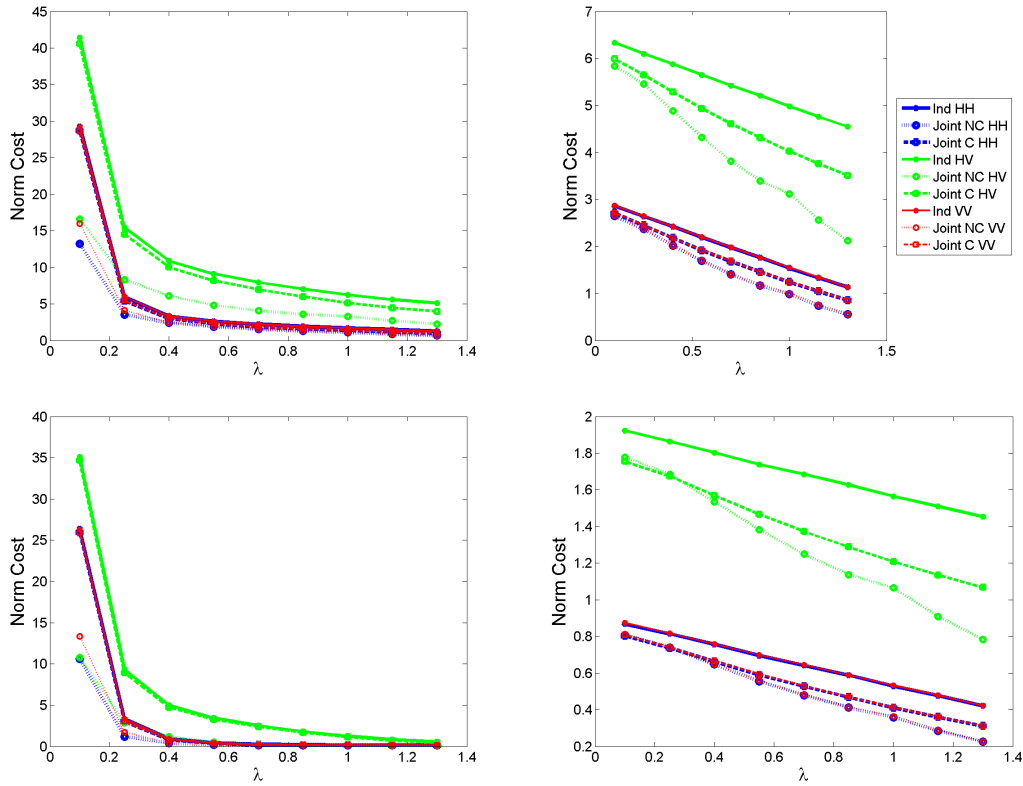 45
40
35
30
25
20
15
10
5
0
Norm Cost
0 0.2 0.4 0.6 0.8 1 1.2 1.4
λ
7
6
5
4
3
2
1
0
Norm Cost
0 0.5 1 1.5
λ
Ind HH
Joint NC HH
Joint C HH
Ind HV
Joint NC HV
Joint C HV
Ind VV
Joint NC VV
Joint C VV
40
35
30
25
20
15
10
5
0
Norm Cost
0 0.2 0.4 0.6 0.8 1 1.2 1.4
λ
2
1.8
1.6
1.4
1.2
1
0.8
0.6
0.4
0.2
Norm Cost
0 0.2 0.4 0.6 0.8 1 1.2 1.4
λ